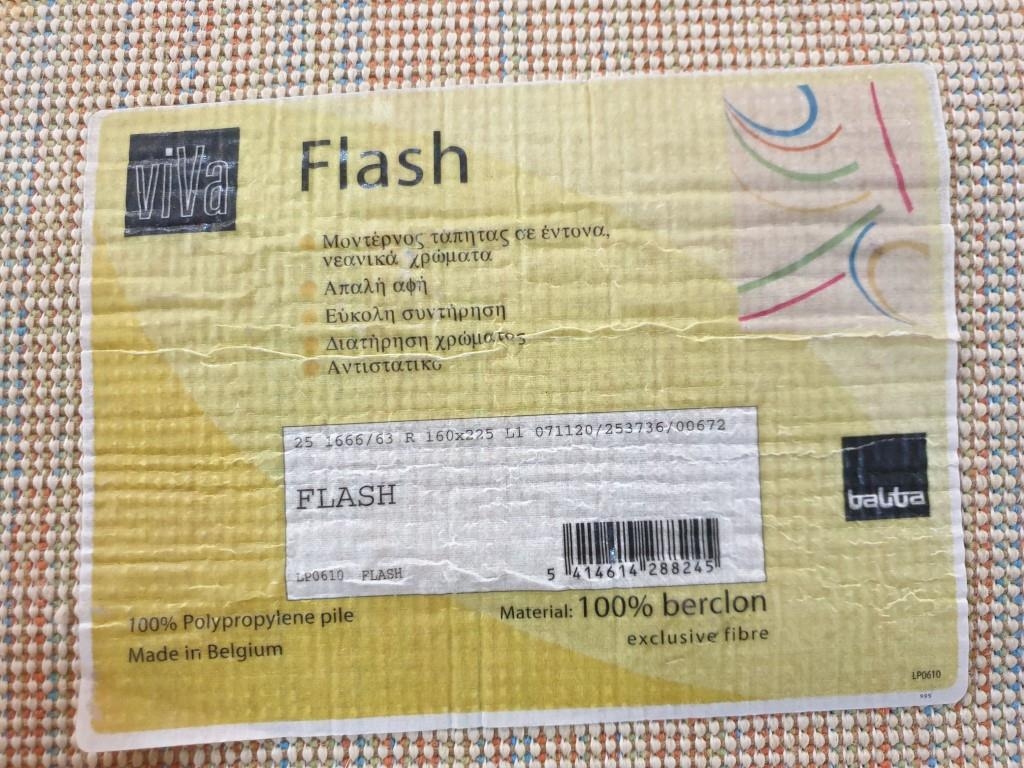 viva
Flash
Μοντέρνος τάπητας σε έντονα,
νεανικά χρώματα
Απαλή αφή
Εύκολη συντήρηση
Διατήρηση χρώματος
Αντιστατικό
25 1666/63 R 160x225 L1 071120/253736/00672
FLASH
balta
LP0610 FLASH
5 414614 288245
100% Polypropylene pile
Material: 100% berclon
exclusive fibre
Made in Belgium
LP0610